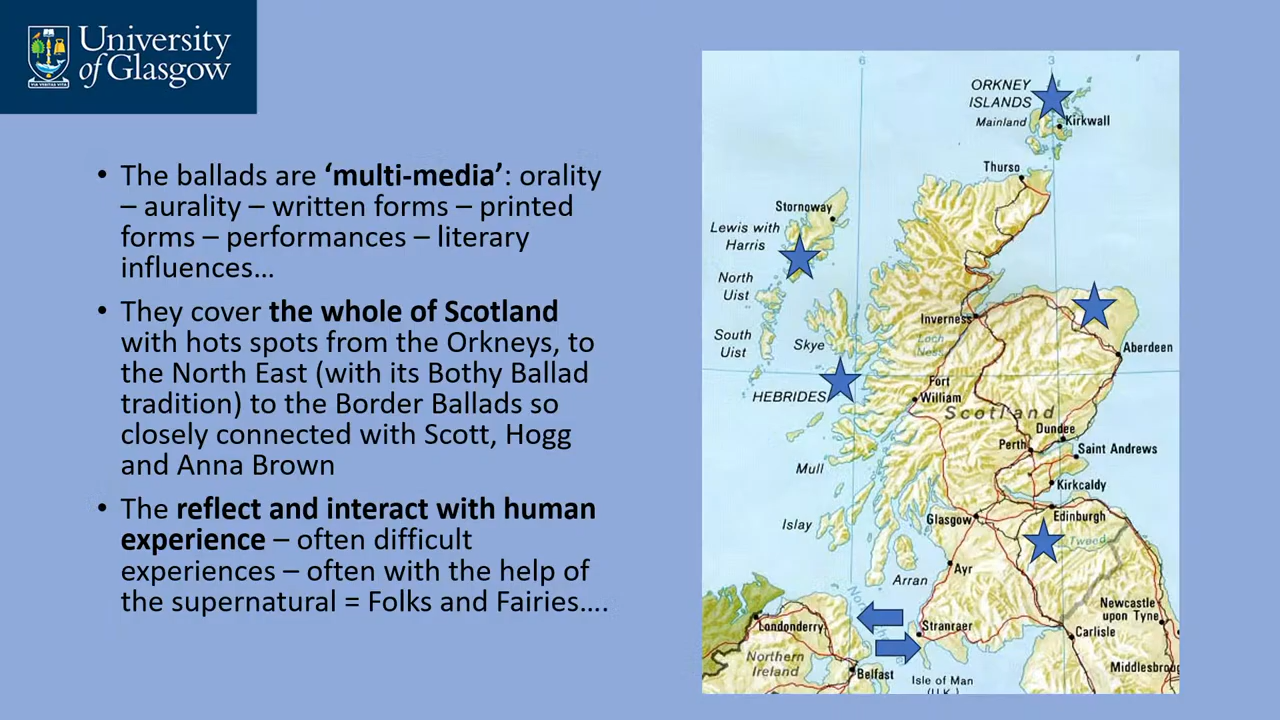 University
of Glasgow
• The ballads are ‘multi-media’: orality
– aurality – written forms – printed
forms – performances – literary
influences…
• They cover the whole of Scotland
with hots spots from the Orkneys, to
the North East (with its Bothy Ballad
tradition) to the Border Ballads so
closely connected with Scott, Hogg
and Anna Brown
• The reflect and interact with human
experience – often difficult
experiences – often with the help of
the supernatural = Folks and Fairies….
6
3
ORKNEY
ISLANDS
Mainland
Kirkwall
Thurso
Stornoway
Lewis with
Harris
North
Uist
South
Uist
Skye
Inverness
Loch
Ness
Aberdeen
HEBRIDES
Fort
William
Scotland
Dundee
Perth
Saint Andrews
Mull
Kirkcaldy
Islay
Glasgow
Edinburgh
Tweed
Ayr
Arran
Newcastle
upon Tyne
Londonderry
Stranraer
Carlisle
Northern
Ireland
Belfast
Middlesbroug
Isle of Man
(U.K.)